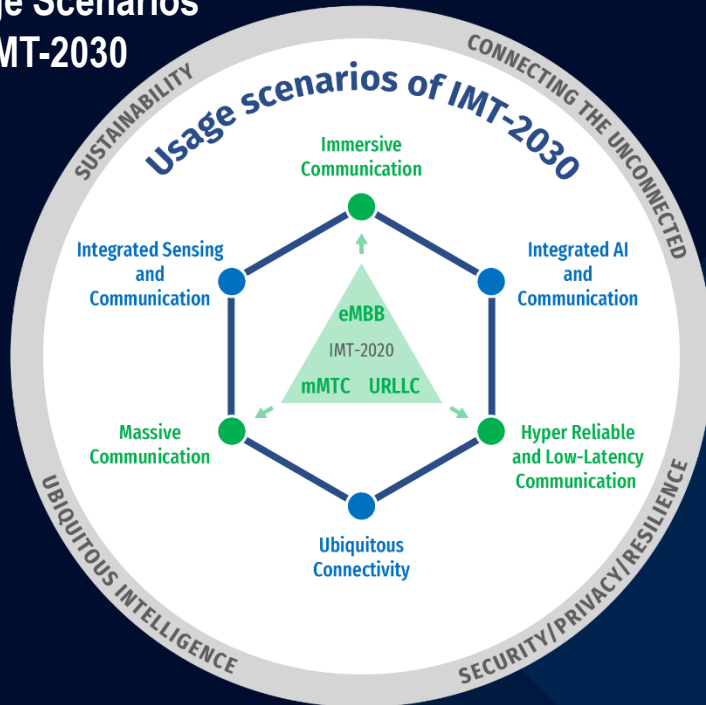 ge Scenarios
MT-2030
SUSTAINABILITY
CONNECTING THE UNCONNECTED
Usage scenarios of IMT-2030
Immersive
Communication
Integrated Sensing
and
Communication
Integrated AI
and
Communication
eMBB
IMT-2020
mMTC URLLC
Massive
Communication
Hyper Reliable
and Low-Latency
Communication
Ubiquitous
Connectivity
UBIQUITOUS INTELLIGENCE
SECURITY/PRIVACY/RESILIENCE